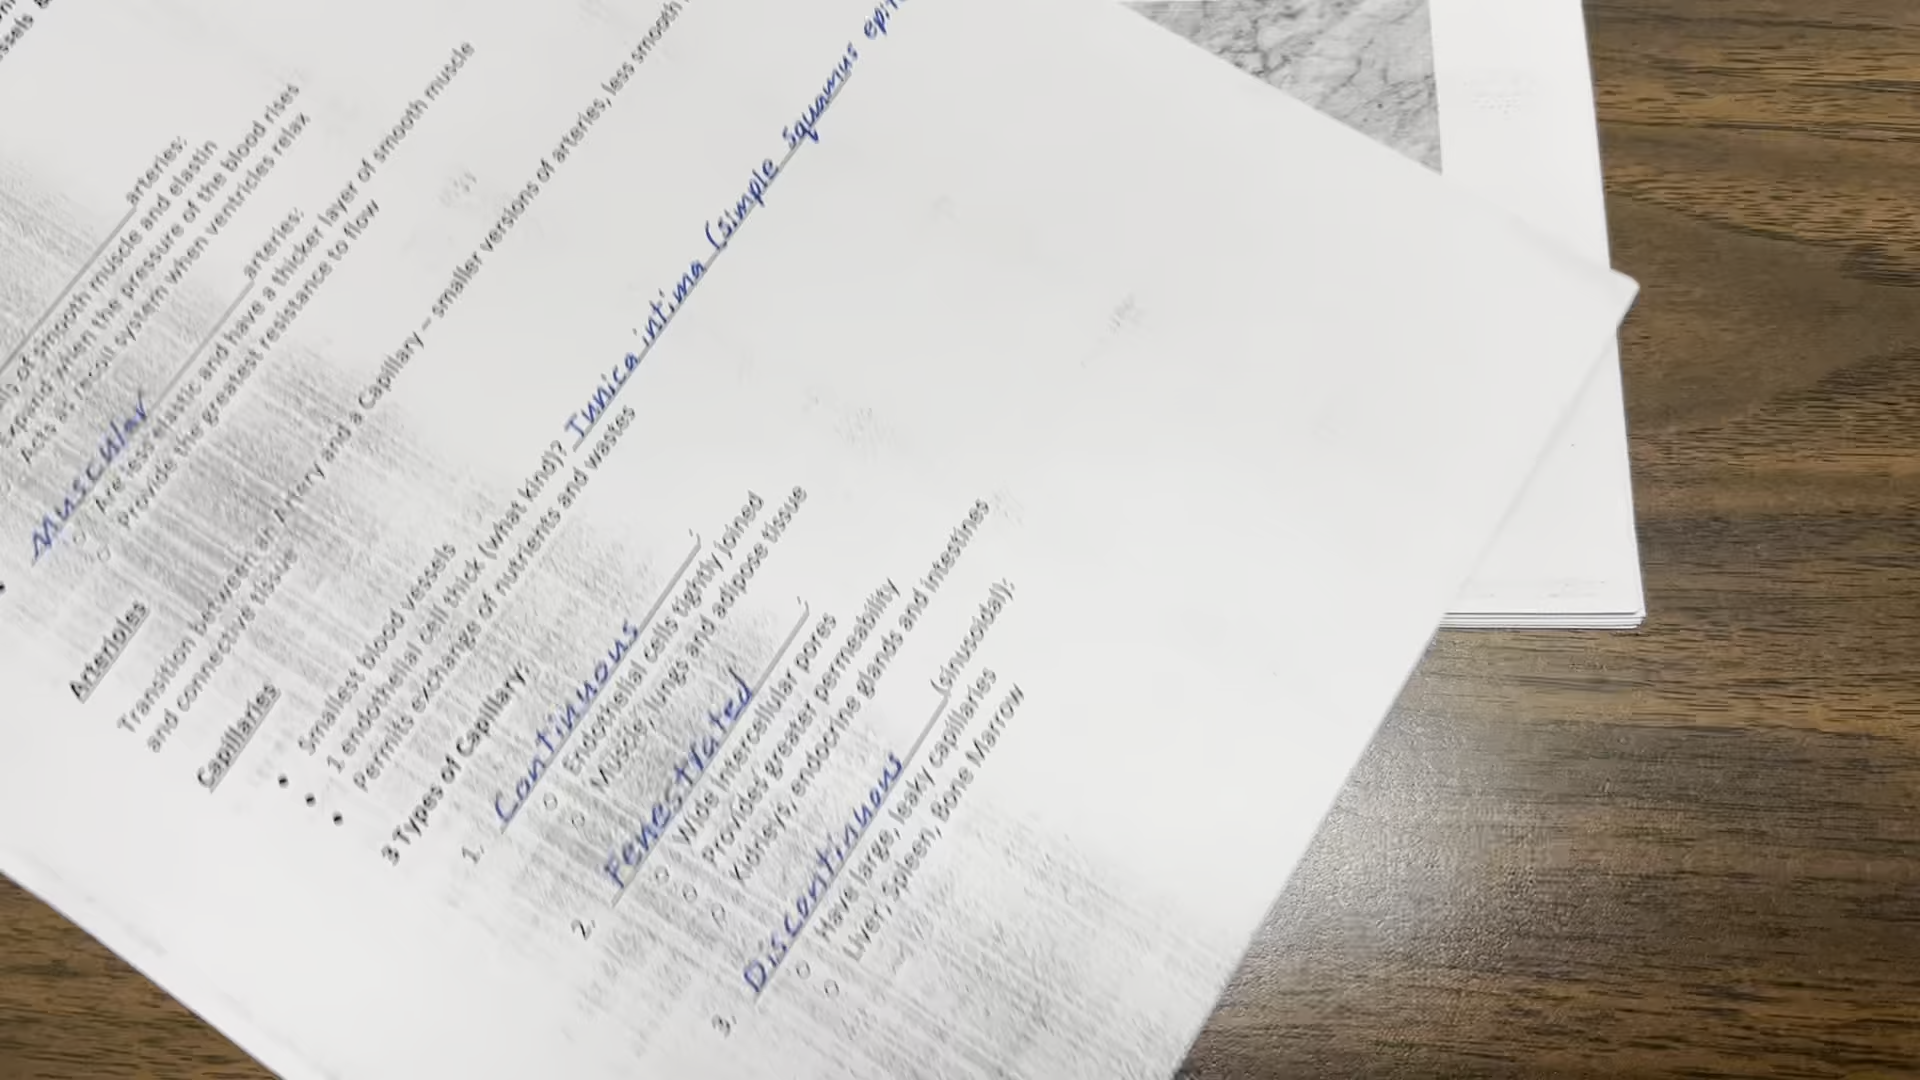 arteries:
of smooth muscle and elastin
Expand when the pressure of the blood rises
Acts as recoil system when ventricles relax
Muscular arteries:
Are less elastic and have a thicker layer of smooth muscle
Provide the greatest resistance to flow
Arterioles
Transition between an Artery and a Capillary – smaller versions of arteries, less smooth
and connective tissue
Capillaries
• Smallest blood vessels
• 1 endothelial cell thick (what kind)? Tunica intima (simple squamus
• Permits exchange of nutrients and wastes
3 Types of Capillary:
1. Continuous :
○ Endothelial cells tightly joined
○ Muscle, lungs and adipose tissue
2. Fenestrated :
○ Wide intercellular pores
○ Provides greater permeability
○ Kidneys, endocrine glands and intestines
3. Discontinuous (sinusoidal):
○ Have large, leaky capillaries
○ Liver, Spleen, Bone Marrow